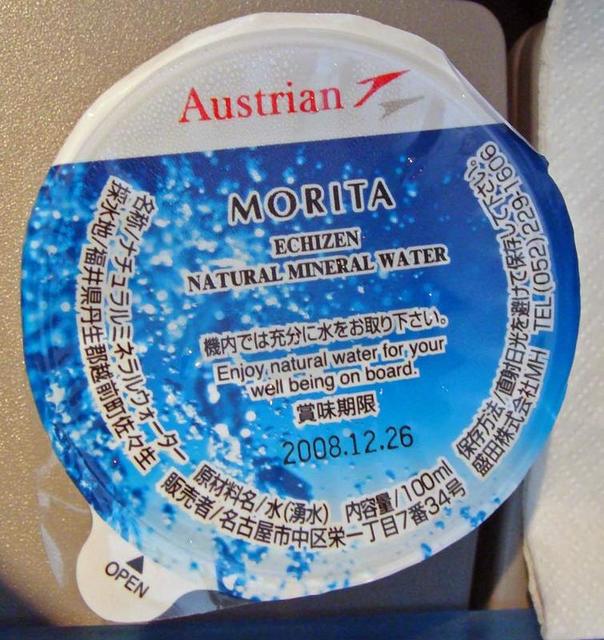 Austrian
MORITA
ECHIZEN
NATURAL MINERAL WATER
機内では充分に水をお取り下さい。
Enjoy natural water for your
well being on board.
賞味期限
2008.12.26
名称/ナチュラルミネラルウォーター
採水地/福井県丹生郡越前町佐々生
原材料名/水(湧水) 内容量/100ml
販売者/名古屋市中区栄一丁目7番34号
保存方法/直射日光を避けて保存して下さい。
盛田株式会社MH TEL(052)229-1606
OPEN